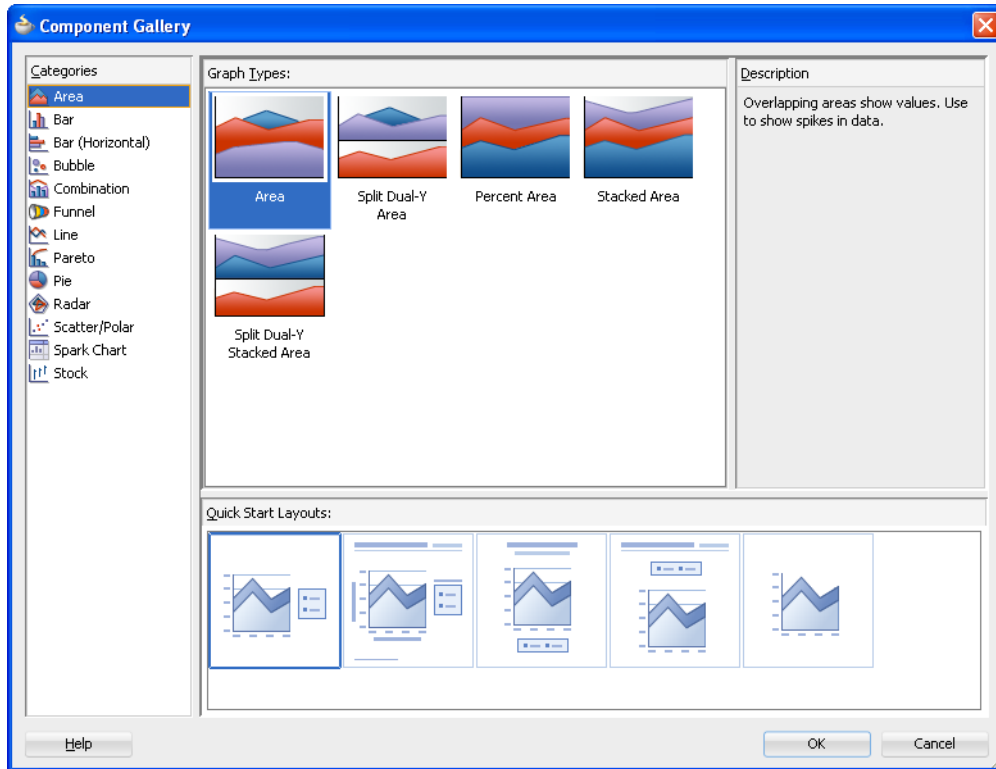 Component Gallery
Categories
Area
Bar
Bar (Horizontal)
Bubble
Combination
Funnel
Line
Pareto
Pie
Radar
Scatter/Polar
Spark Chart
Stock
Graph Types:
Area
Split Dual-Y
Area
Percent Area
Stacked Area
Split Dual-Y
Stacked Area
Description
Overlapping areas show values. Use
to show spikes in data.
Quick Start Layouts:
Help
OK
Cancel